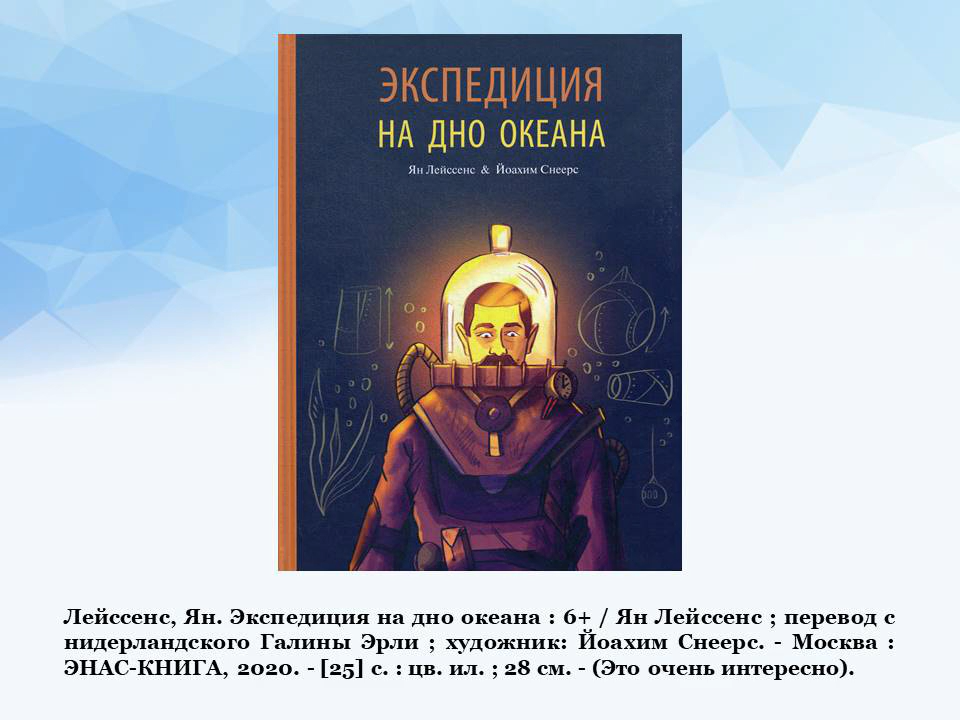 ЭКСПЕДИЦИЯ
НА ДНО ОКЕАНА
Ян Лейссенс & Йоахим Снеерс
Лейссенс, Ян. Экспедиция на дно океана : 6+ / Ян Лейссенс ; перевод с
нидерландского Галины Эрли ; художник: Йоахим Снеерс. - Москва :
ЭНАС-КНИГА, 2020. - [25] с. : цв. ил. ; 28 см. - (Это очень интересно).